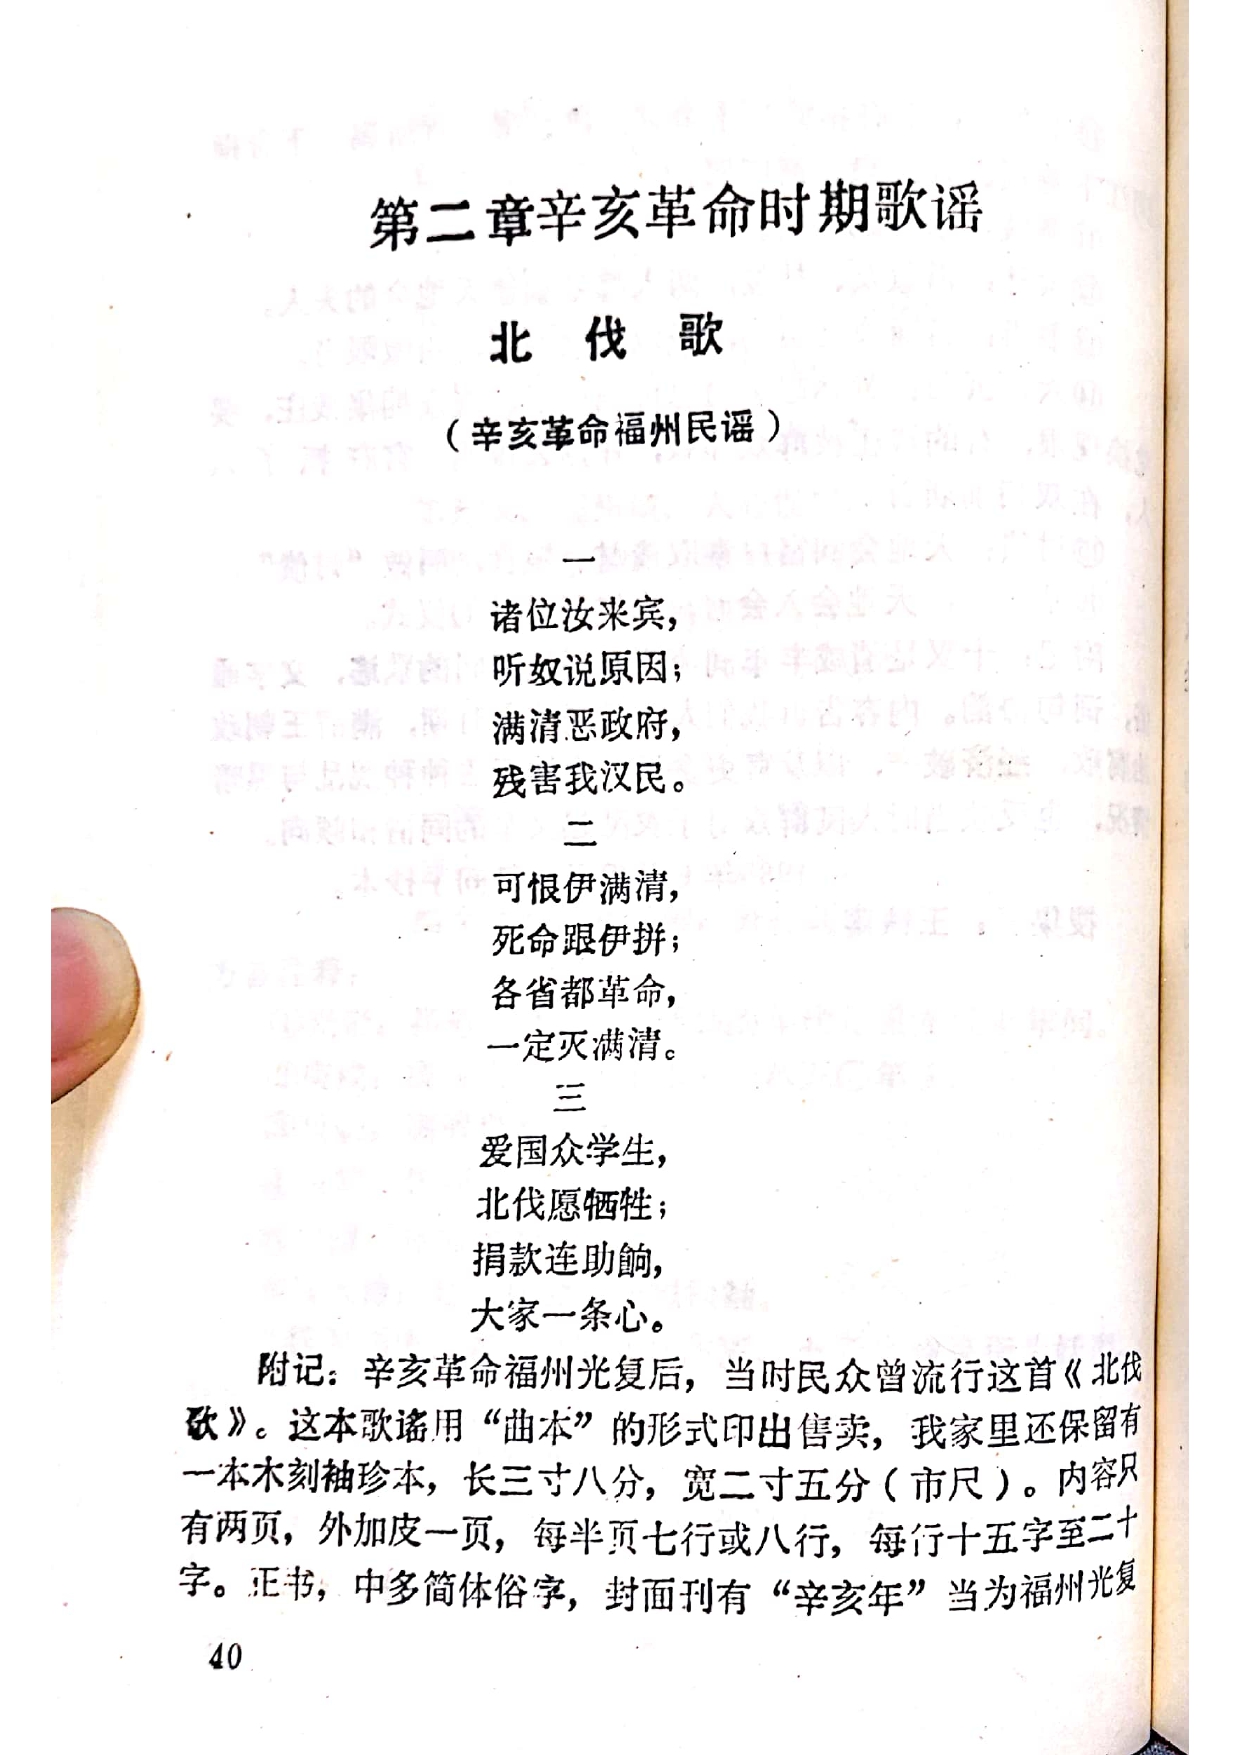 第二章辛亥革命时期歌谣
北伐歌
（辛亥革命福州民谣）
一
诸位汝来宾，
听奴说原因；
满清恶政府，
残害我汉民。
二
可恨伊满清，
死命跟伊拼；
各省都革命，
一定灭满清。
三
爱国众学生，
北伐愿牺牲；
捐款连助饷，
大家一条心。
附记：辛亥革命福州光复后，当时民众曾流行这首《北伐
歌》。这本歌谣用“曲本”的形式印出售卖，我家里还保留有
一本木刻袖珍本，长三寸八分，宽二寸五分（市尺）。内容只
有两页，外加皮一页，每半页七行或八行，每行十五字至二十
字。正书，中多简体俗字，封面刊有“辛亥年”当为福州光复
40